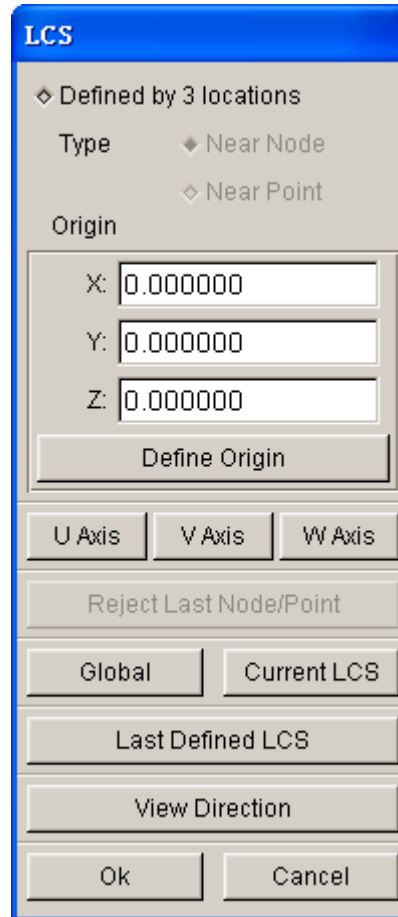 LCS
Defined by 3 locations
Type Near Node
Near Point
Origin
X: 0.000000
Y: 0.000000
Z: 0.000000
Define Origin
U Axis V Axis W Axis
Reject Last Node/Point
Global Current LCS
Last Defined LCS
View Direction
Ok Cancel